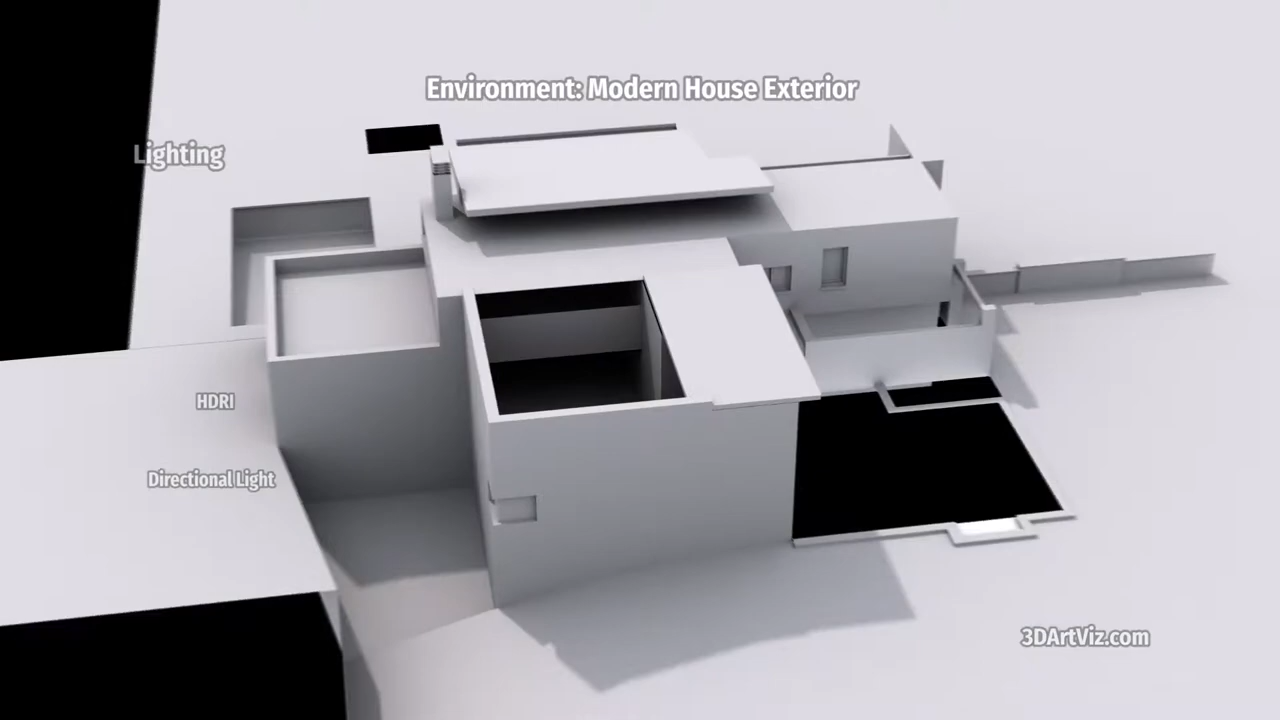 Environment: Modern House Exterior
Lighting
HDRI
Directional Light
3DArtViz.com